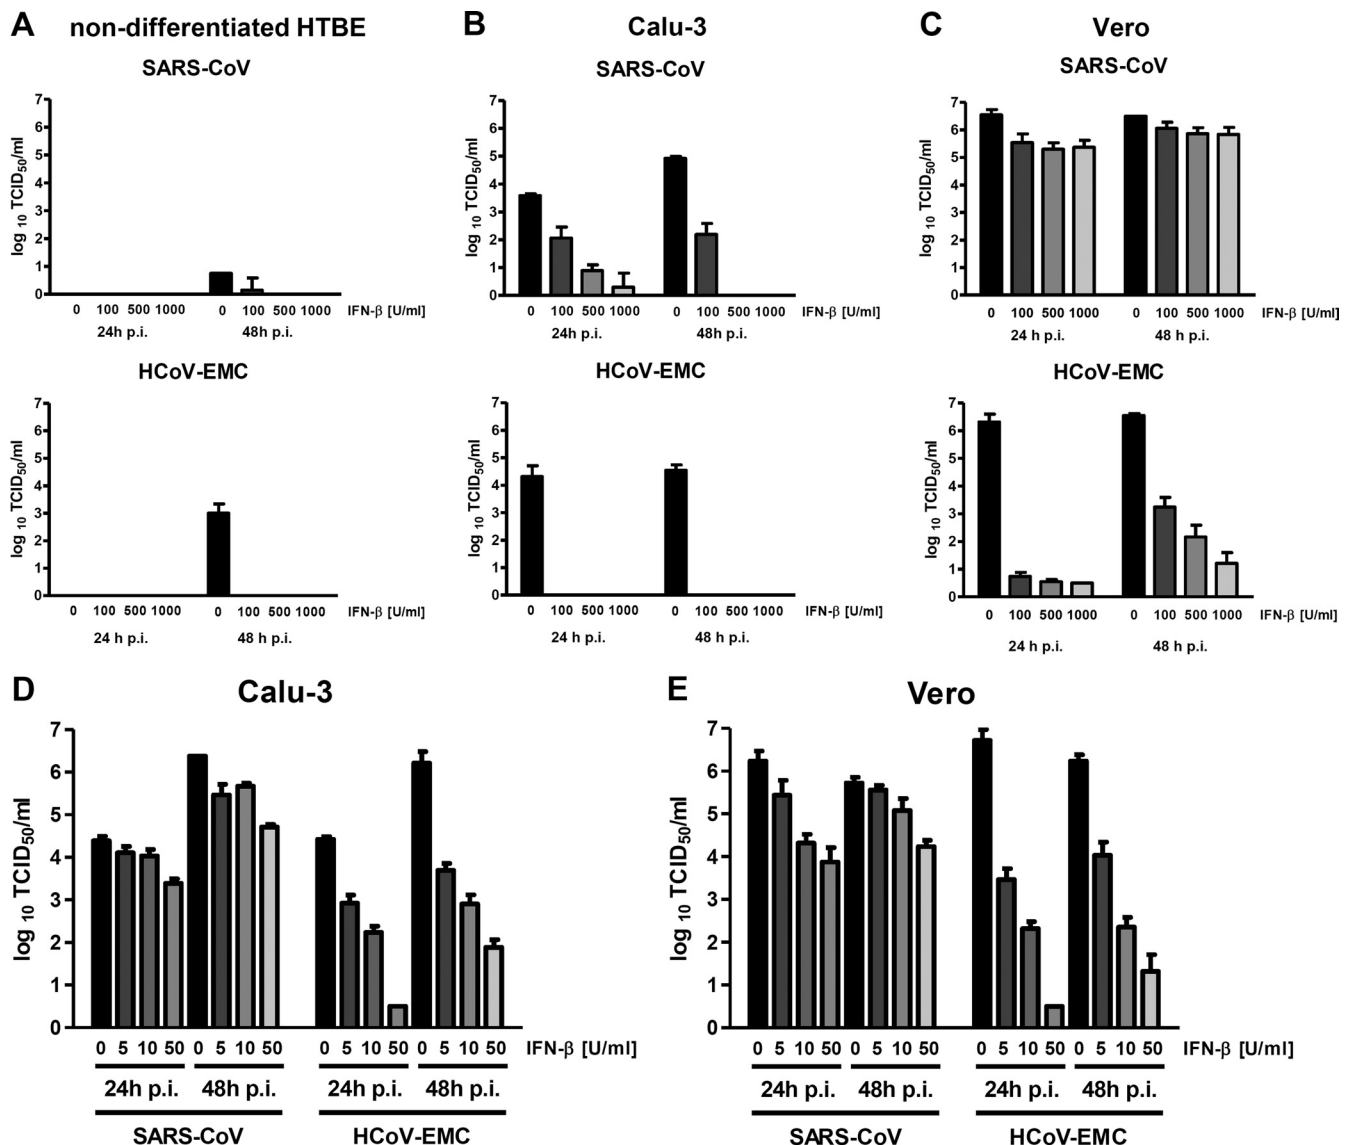 A non-differentiated HTBE
SARS-CoV
7
6
5
4
3
2
1
0
log 10 TCID50/ml
0 100 500 1000 0 100 500 1000 IFN-β [U/ml]
24h p.i. 48h p.i.
HCoV-EMC
7
6
5
4
3
2
1
0
log 10 TCID50/ml
0 100 500 1000 0 100 500 1000 IFN-β [U/ml]
24 h p.i. 48 h p.i.
B Calu-3
SARS-CoV
7
6
5
4
3
2
1
0
log 10 TCID50/ml
0 100 500 1000 0 100 500 1000 IFN-β [U/ml]
24h p.i. 48h p.i.
HCoV-EMC
7
6
5
4
3
2
1
0
log 10 TCID50/ml
0 100 500 1000 0 100 500 1000 IFN-β [U/ml]
24 h p.i. 48 h p.i.
C Vero
SARS-CoV
7
6
5
4
3
2
1
0
log 10 TCID50/ml
0 100 500 1000 0 100 500 1000 IFN-β [U/ml]
24 h p.i. 48h p.i.
HCoV-EMC
7
6
5
4
3
2
1
0
log 10 TCID50/ml
0 100 500 1000 0 100 500 1000 IFN-β [U/ml]
24 h p.i. 48 h p.i.
D Calu-3
7
6
5
4
3
2
1
0
log 10 TCID50/ml
0 5 10 50 0 5 10 50 0 5 10 50 0 5 10 50 IFN-β [U/ml]
24h p.i. 48h p.i. 24h p.i. 48h p.i.
SARS-CoV HCoV-EMC
E Vero
7
6
5
4
3
2
1
0
log 10 TCID50/ml
0 5 10 50 0 5 10 50 0 5 10 50 0 5 10 50 IFN-β [U/ml]
24h p.i. 48h p.i. 24h p.i. 48h p.i.
SARS-CoV HCoV-EMC